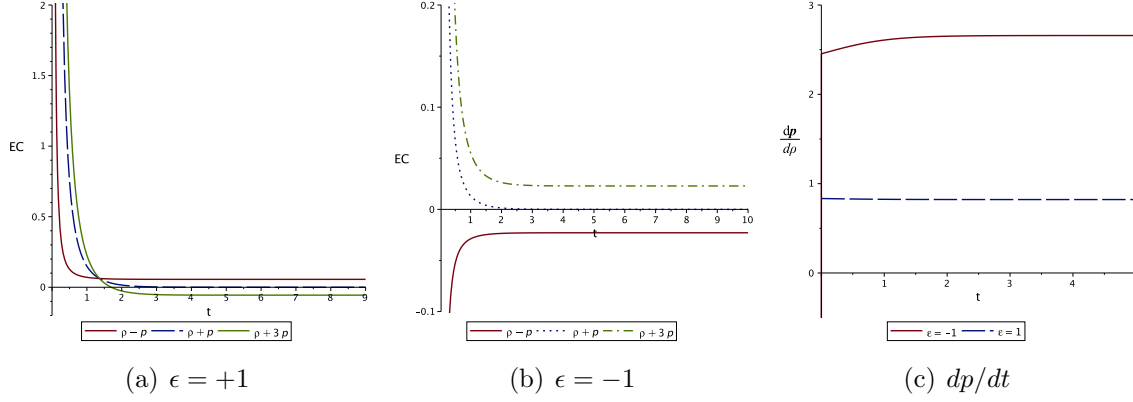 2
1.5
EC
1
0.5
0
1 2 3 4 5 6 7 8 9
t
ρ − p ρ + p ρ + 3 p
(a) ϵ = +1
0.2
0.1
EC
0
1 2 3 4 5 6 7 8 9 10
t
-0.1
ρ − p ρ + p ρ + 3 p
(b) ϵ = −1
3
2
dp
dρ
1
0
1 2 3 4
t
ε = -1 ε = 1
(c) dp/dt